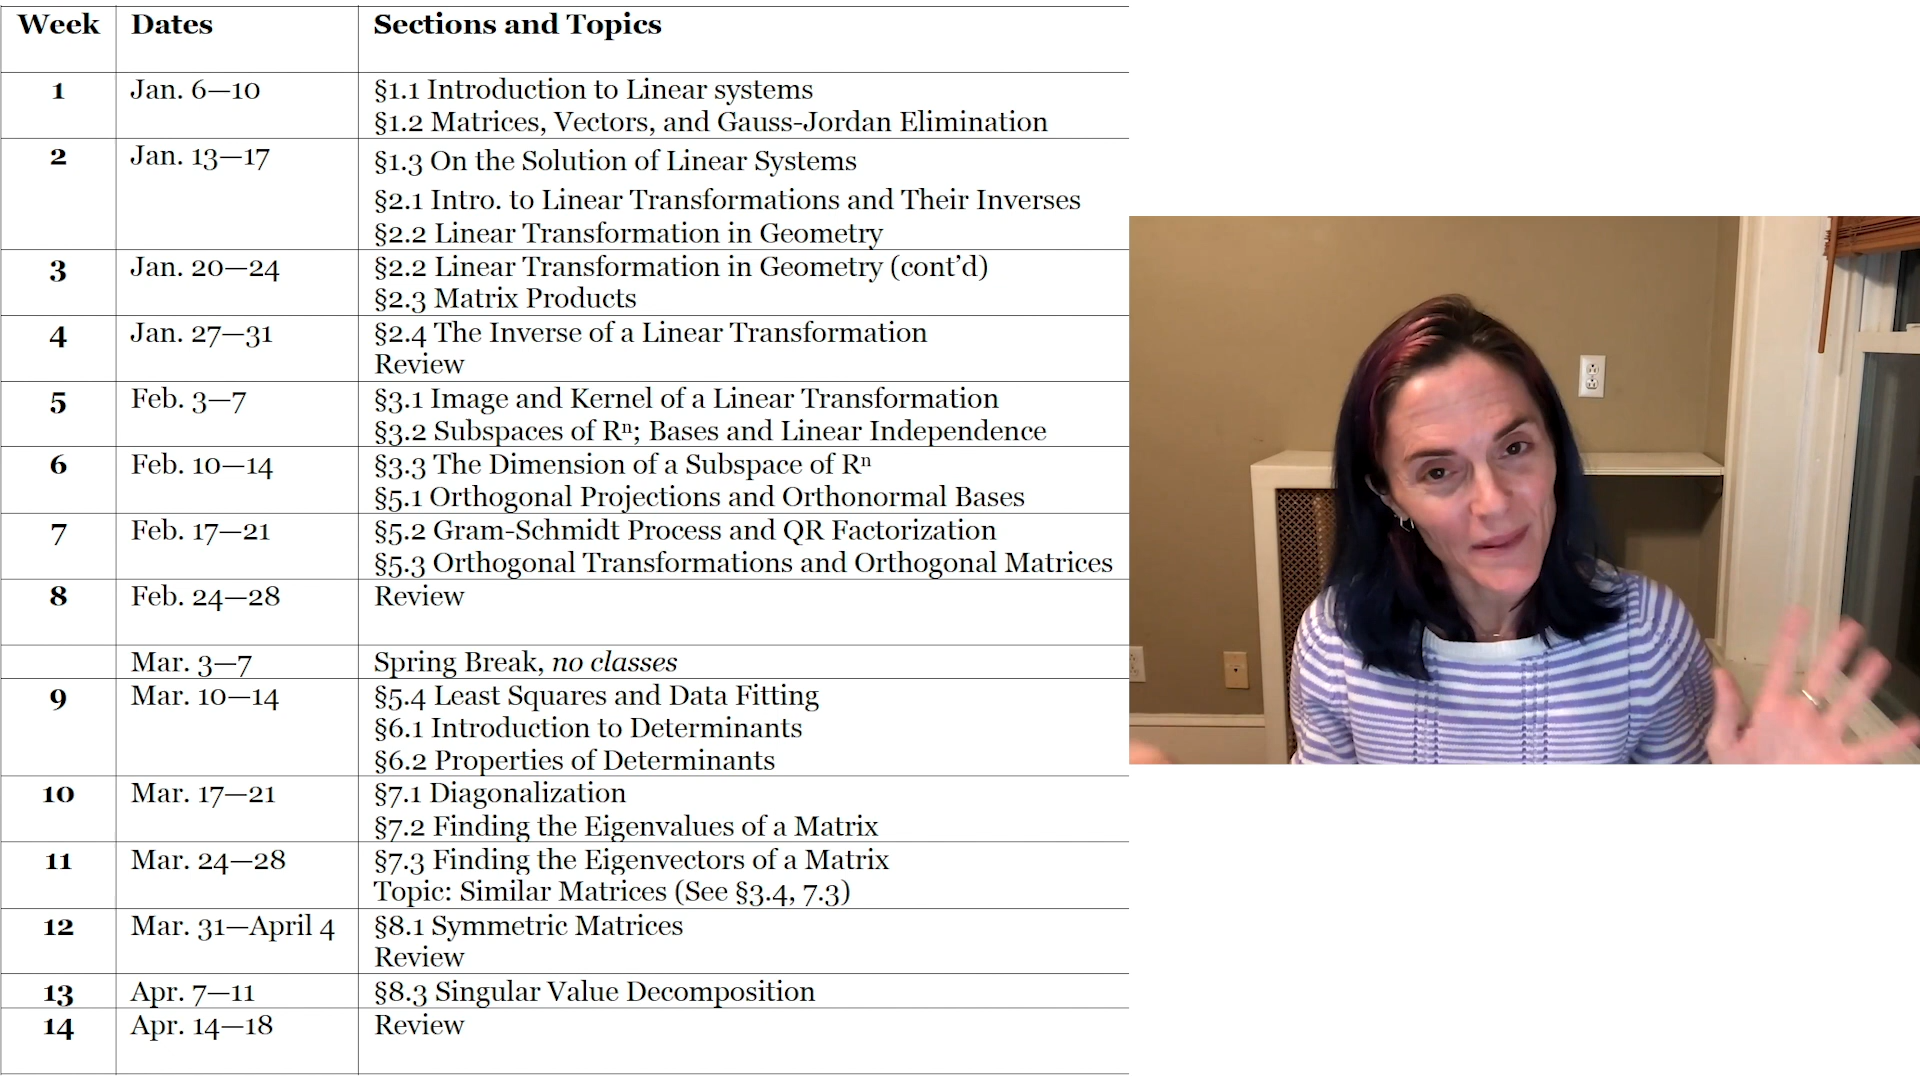 Week Dates Sections and Topics
1 Jan. 6—10 §1.1 Introduction to Linear systems
§1.2 Matrices, Vectors, and Gauss-Jordan Elimination
2 Jan. 13—17 §1.3 On the Solution of Linear Systems
§2.1 Intro. to Linear Transformations and Their Inverses
§2.2 Linear Transformation in Geometry
3 Jan. 20—24 §2.2 Linear Transformation in Geometry (cont’d)
§2.3 Matrix Products
4 Jan. 27—31 §2.4 The Inverse of a Linear Transformation
Review
5 Feb. 3—7 §3.1 Image and Kernel of a Linear Transformation
§3.2 Subspaces of Rⁿ; Bases and Linear Independence
6 Feb. 10—14 §3.3 The Dimension of a Subspace of Rⁿ
§5.1 Orthogonal Projections and Orthonormal Bases
7 Feb. 17—21 §5.2 Gram-Schmidt Process and QR Factorization
§5.3 Orthogonal Transformations and Orthogonal Matrices
8 Feb. 24—28 Review
Mar. 3—7 Spring Break, no classes
9 Mar. 10—14 §5.4 Least Squares and Data Fitting
§6.1 Introduction to Determinants
§6.2 Properties of Determinants
10 Mar. 17—21 §7.1 Diagonalization
§7.2 Finding the Eigenvalues of a Matrix
11 Mar. 24—28 §7.3 Finding the Eigenvectors of a Matrix
Topic: Similar Matrices (See §3.4, 7.3)
12 Mar. 31—April 4 §8.1 Symmetric Matrices
Review
13 Apr. 7—11 §8.3 Singular Value Decomposition
14 Apr. 14—18 Review